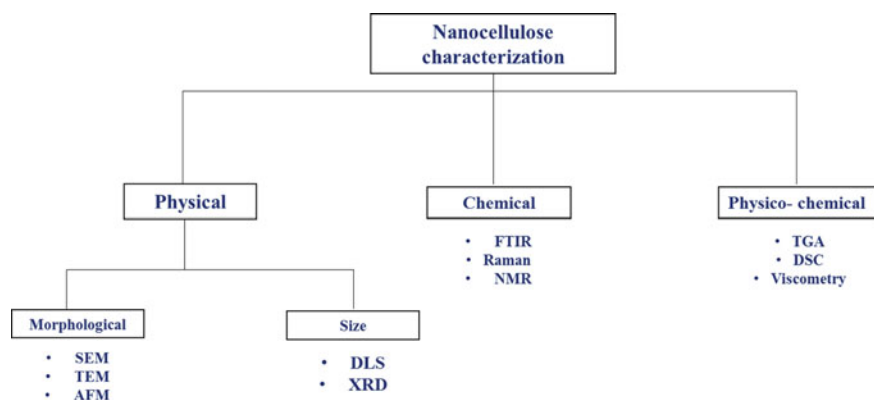 Nanocellulose
characterization
Physical
Chemical
Physico- chemical
• FTIR
• Raman
• NMR
• TGA
• DSC
• Viscometry
Morphological
Size
• SEM
• TEM
• AFM
• DLS
• XRD